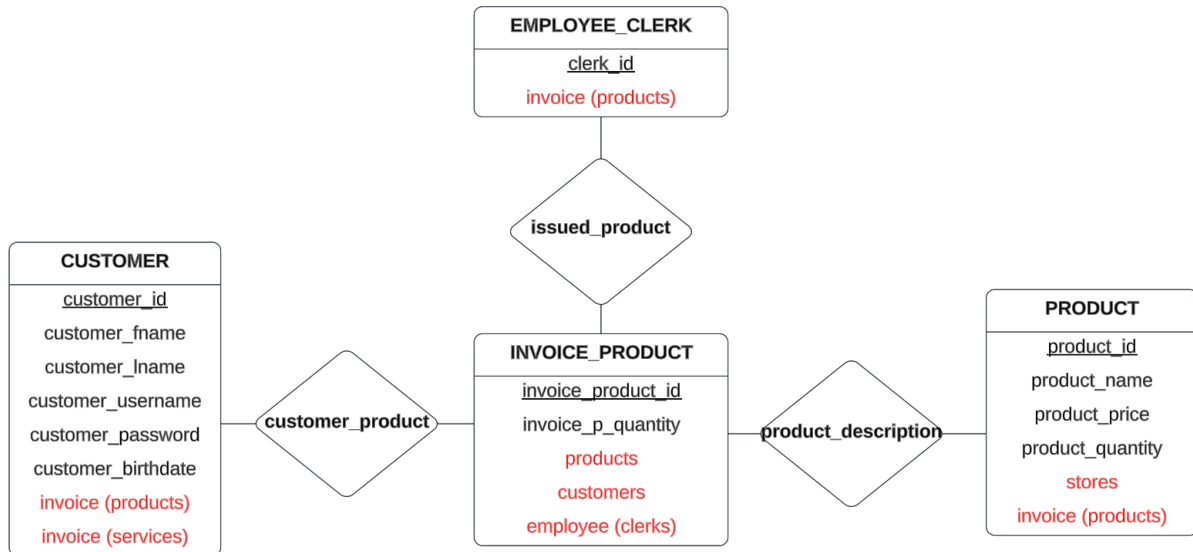 EMPLOYEE_CLERK
clerk_id
invoice (products)
issued_product
CUSTOMER
customer_id
customer_fname
customer_lname
customer_username
customer_password
customer_birthdate
invoice (products)
invoice (services)
customer_product
INVOICE_PRODUCT
invoice_product_id
invoice_p_quantity
products
customers
employee (clerks)
product_description
PRODUCT
product_id
product_name
product_price
product_quantity
stores
invoice (products)